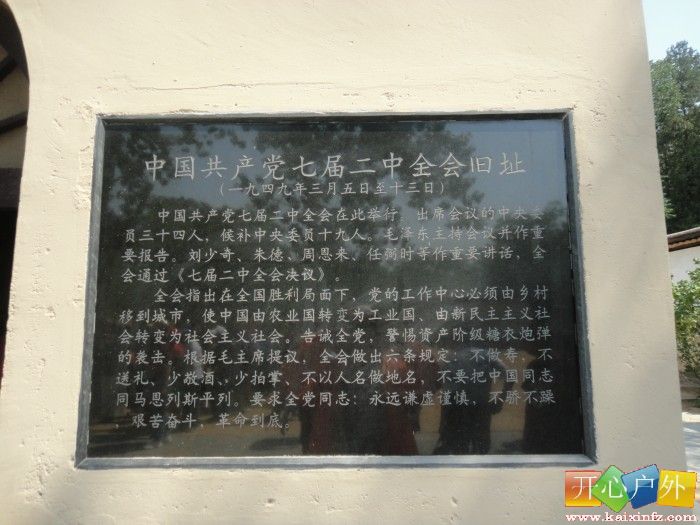 中国共产党七届二中全会旧址
(一九四九年三月五日至十三日)
中国共产党七届二中全会在此举行，出席会议的中央委
员三十四人，候补中央委员十九人。毛泽东主持会议并作重
要报告。刘少奇、朱德、周恩来、任弼时等作重要讲话，全
会通过《七届二中全会决议》。
全会指出在全国胜利局面下，党的工作中心必须由乡村
移到城市，使中国由农业国转变为工业国、由新民主主义社
会转变为社会主义社会。告诫全党，警惕资产阶级糖衣炮弹
的袭击。根据毛主席提议，全会做出六条规定：不做寿、不
送礼、少敬酒、少拍掌、不以人名做地名，不要把中国同志
同马恩列斯平列。要求全党同志：永远谦虚谨慎，不骄不躁，
艰苦奋斗，革命到底。
开心户外
www.kaixinfz.com